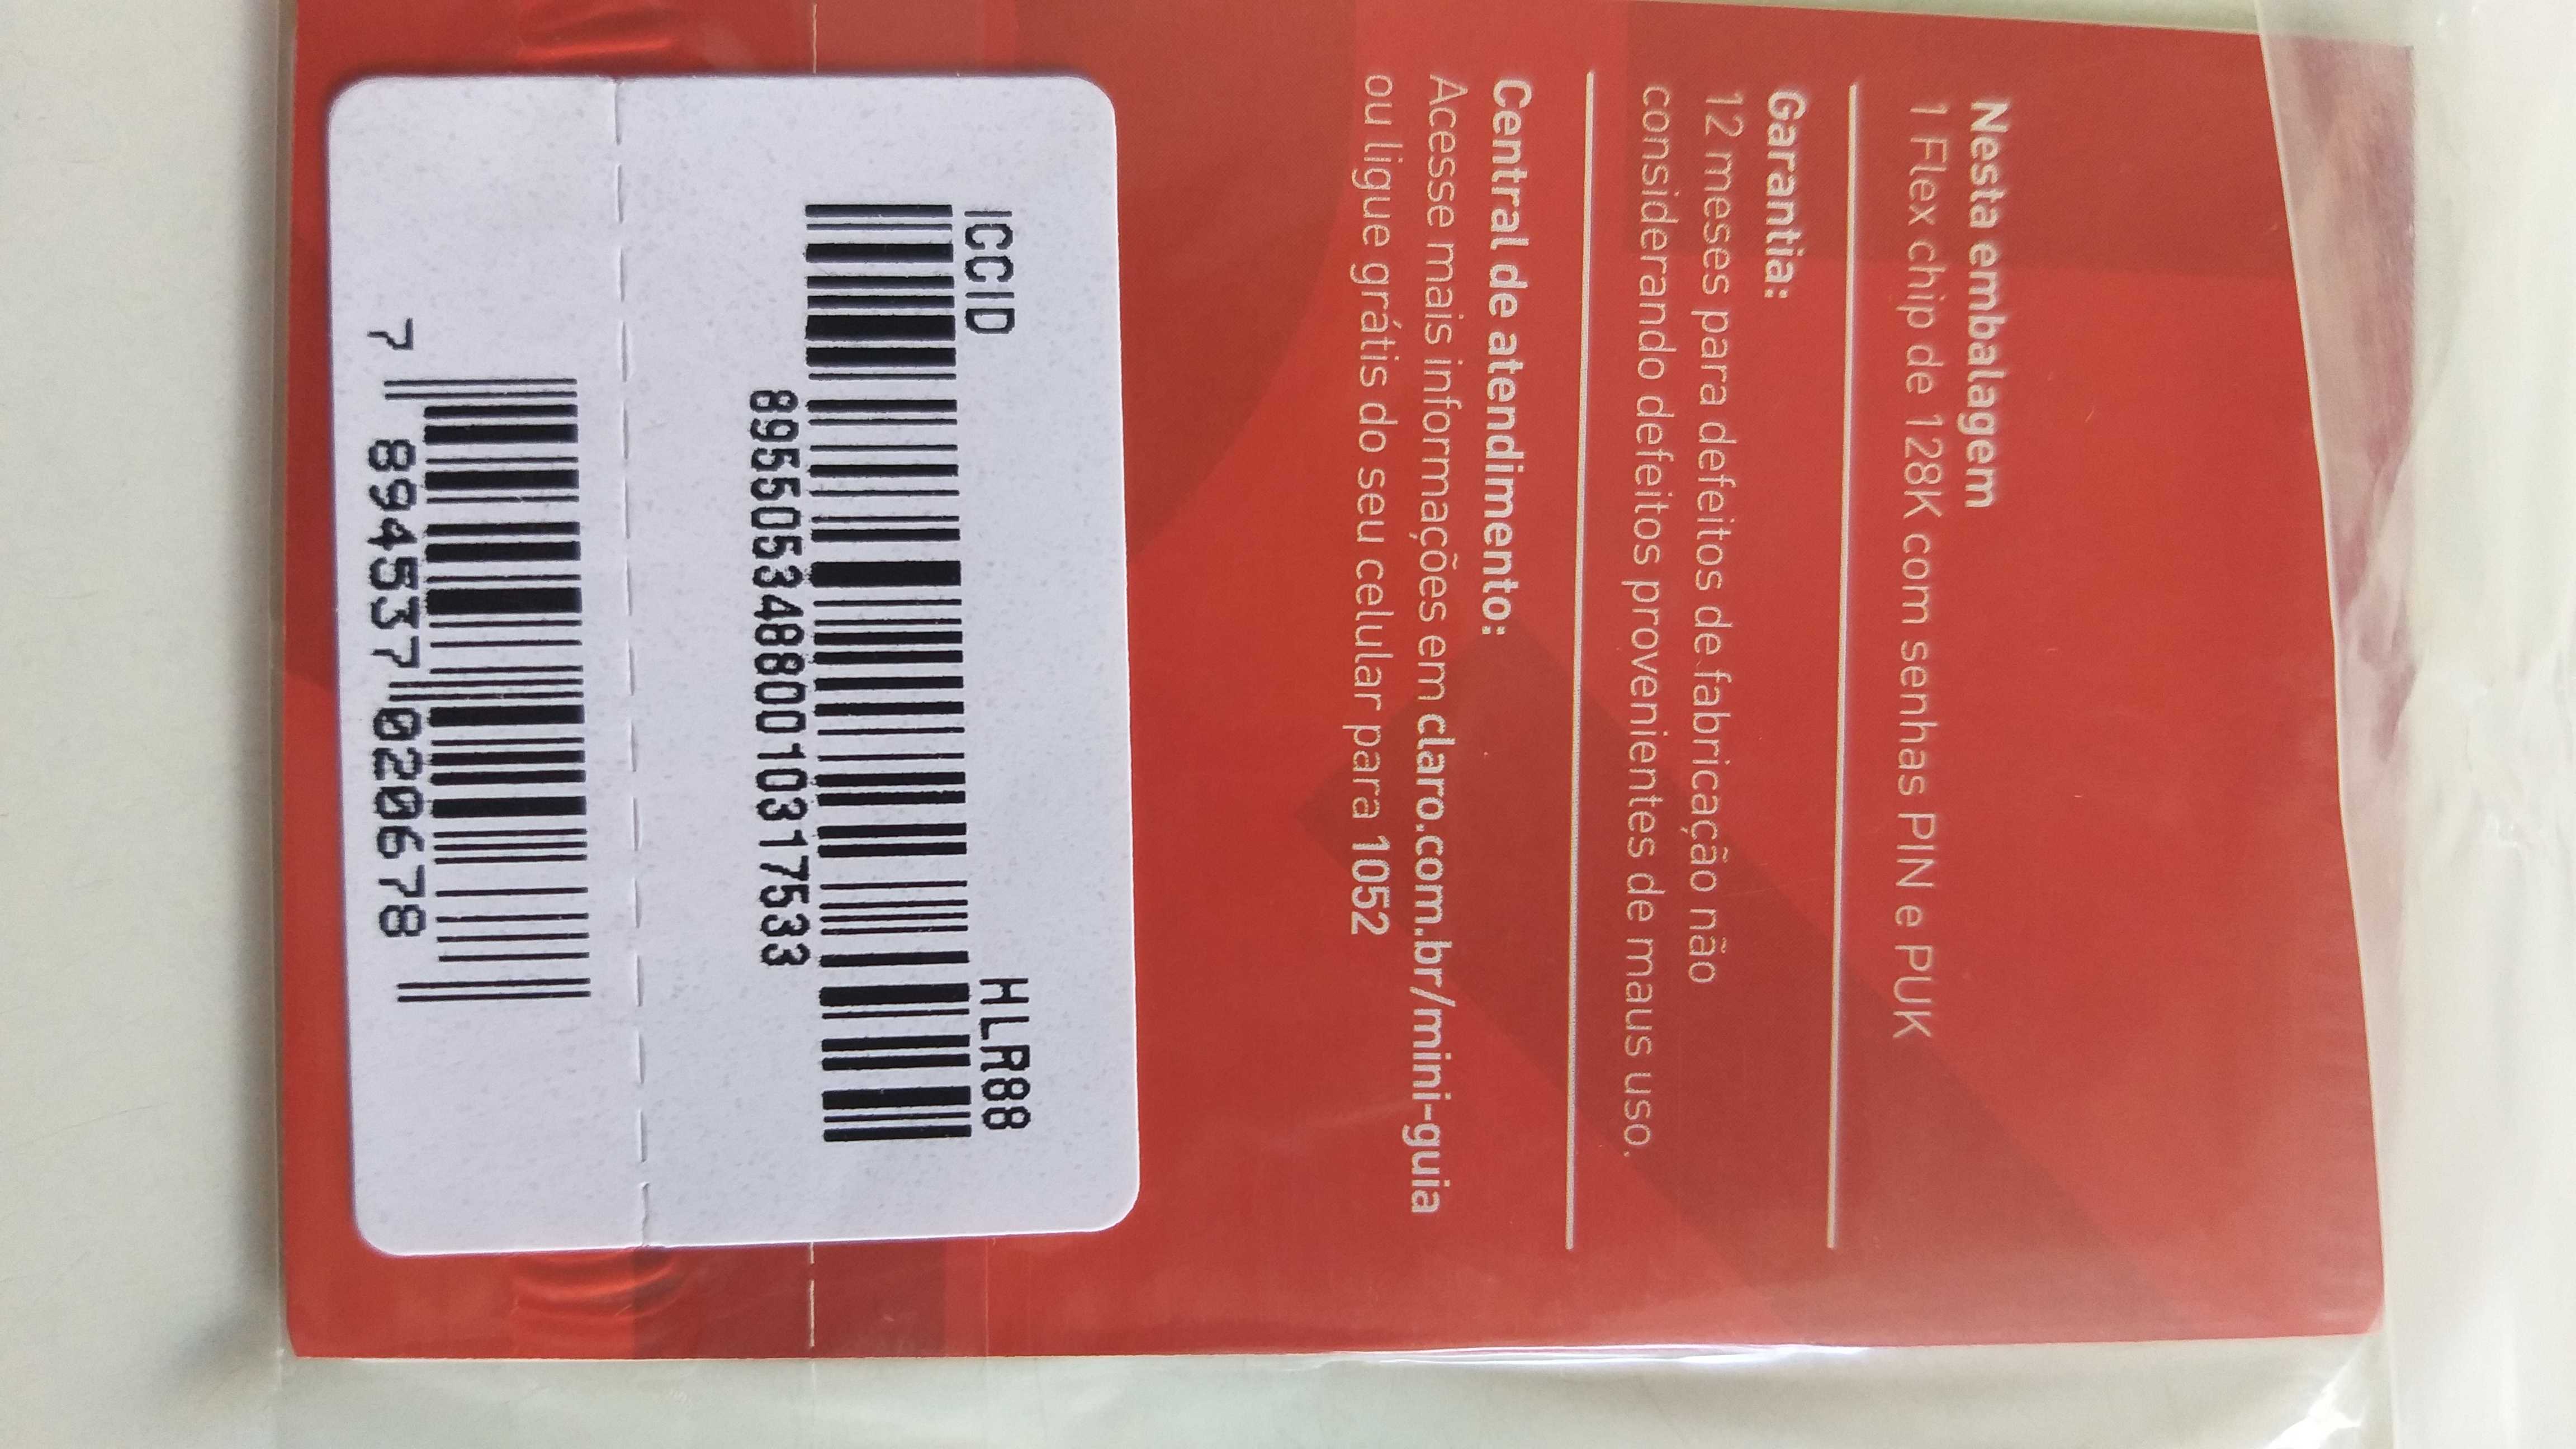 Nesta embalagem
1 Flex chip de 128K com senhas PIN e PUK
Garantia:
12 meses para defeitos de fabricação não
considerando defeitos provenientes de maus uso.
Central de atendimento:
Acesse mais informações em claro.com.br/mini-guia
ou ligue grátis do seu celular para 1052
ICCID HLR88
89550534880010317533
7 894537 020678